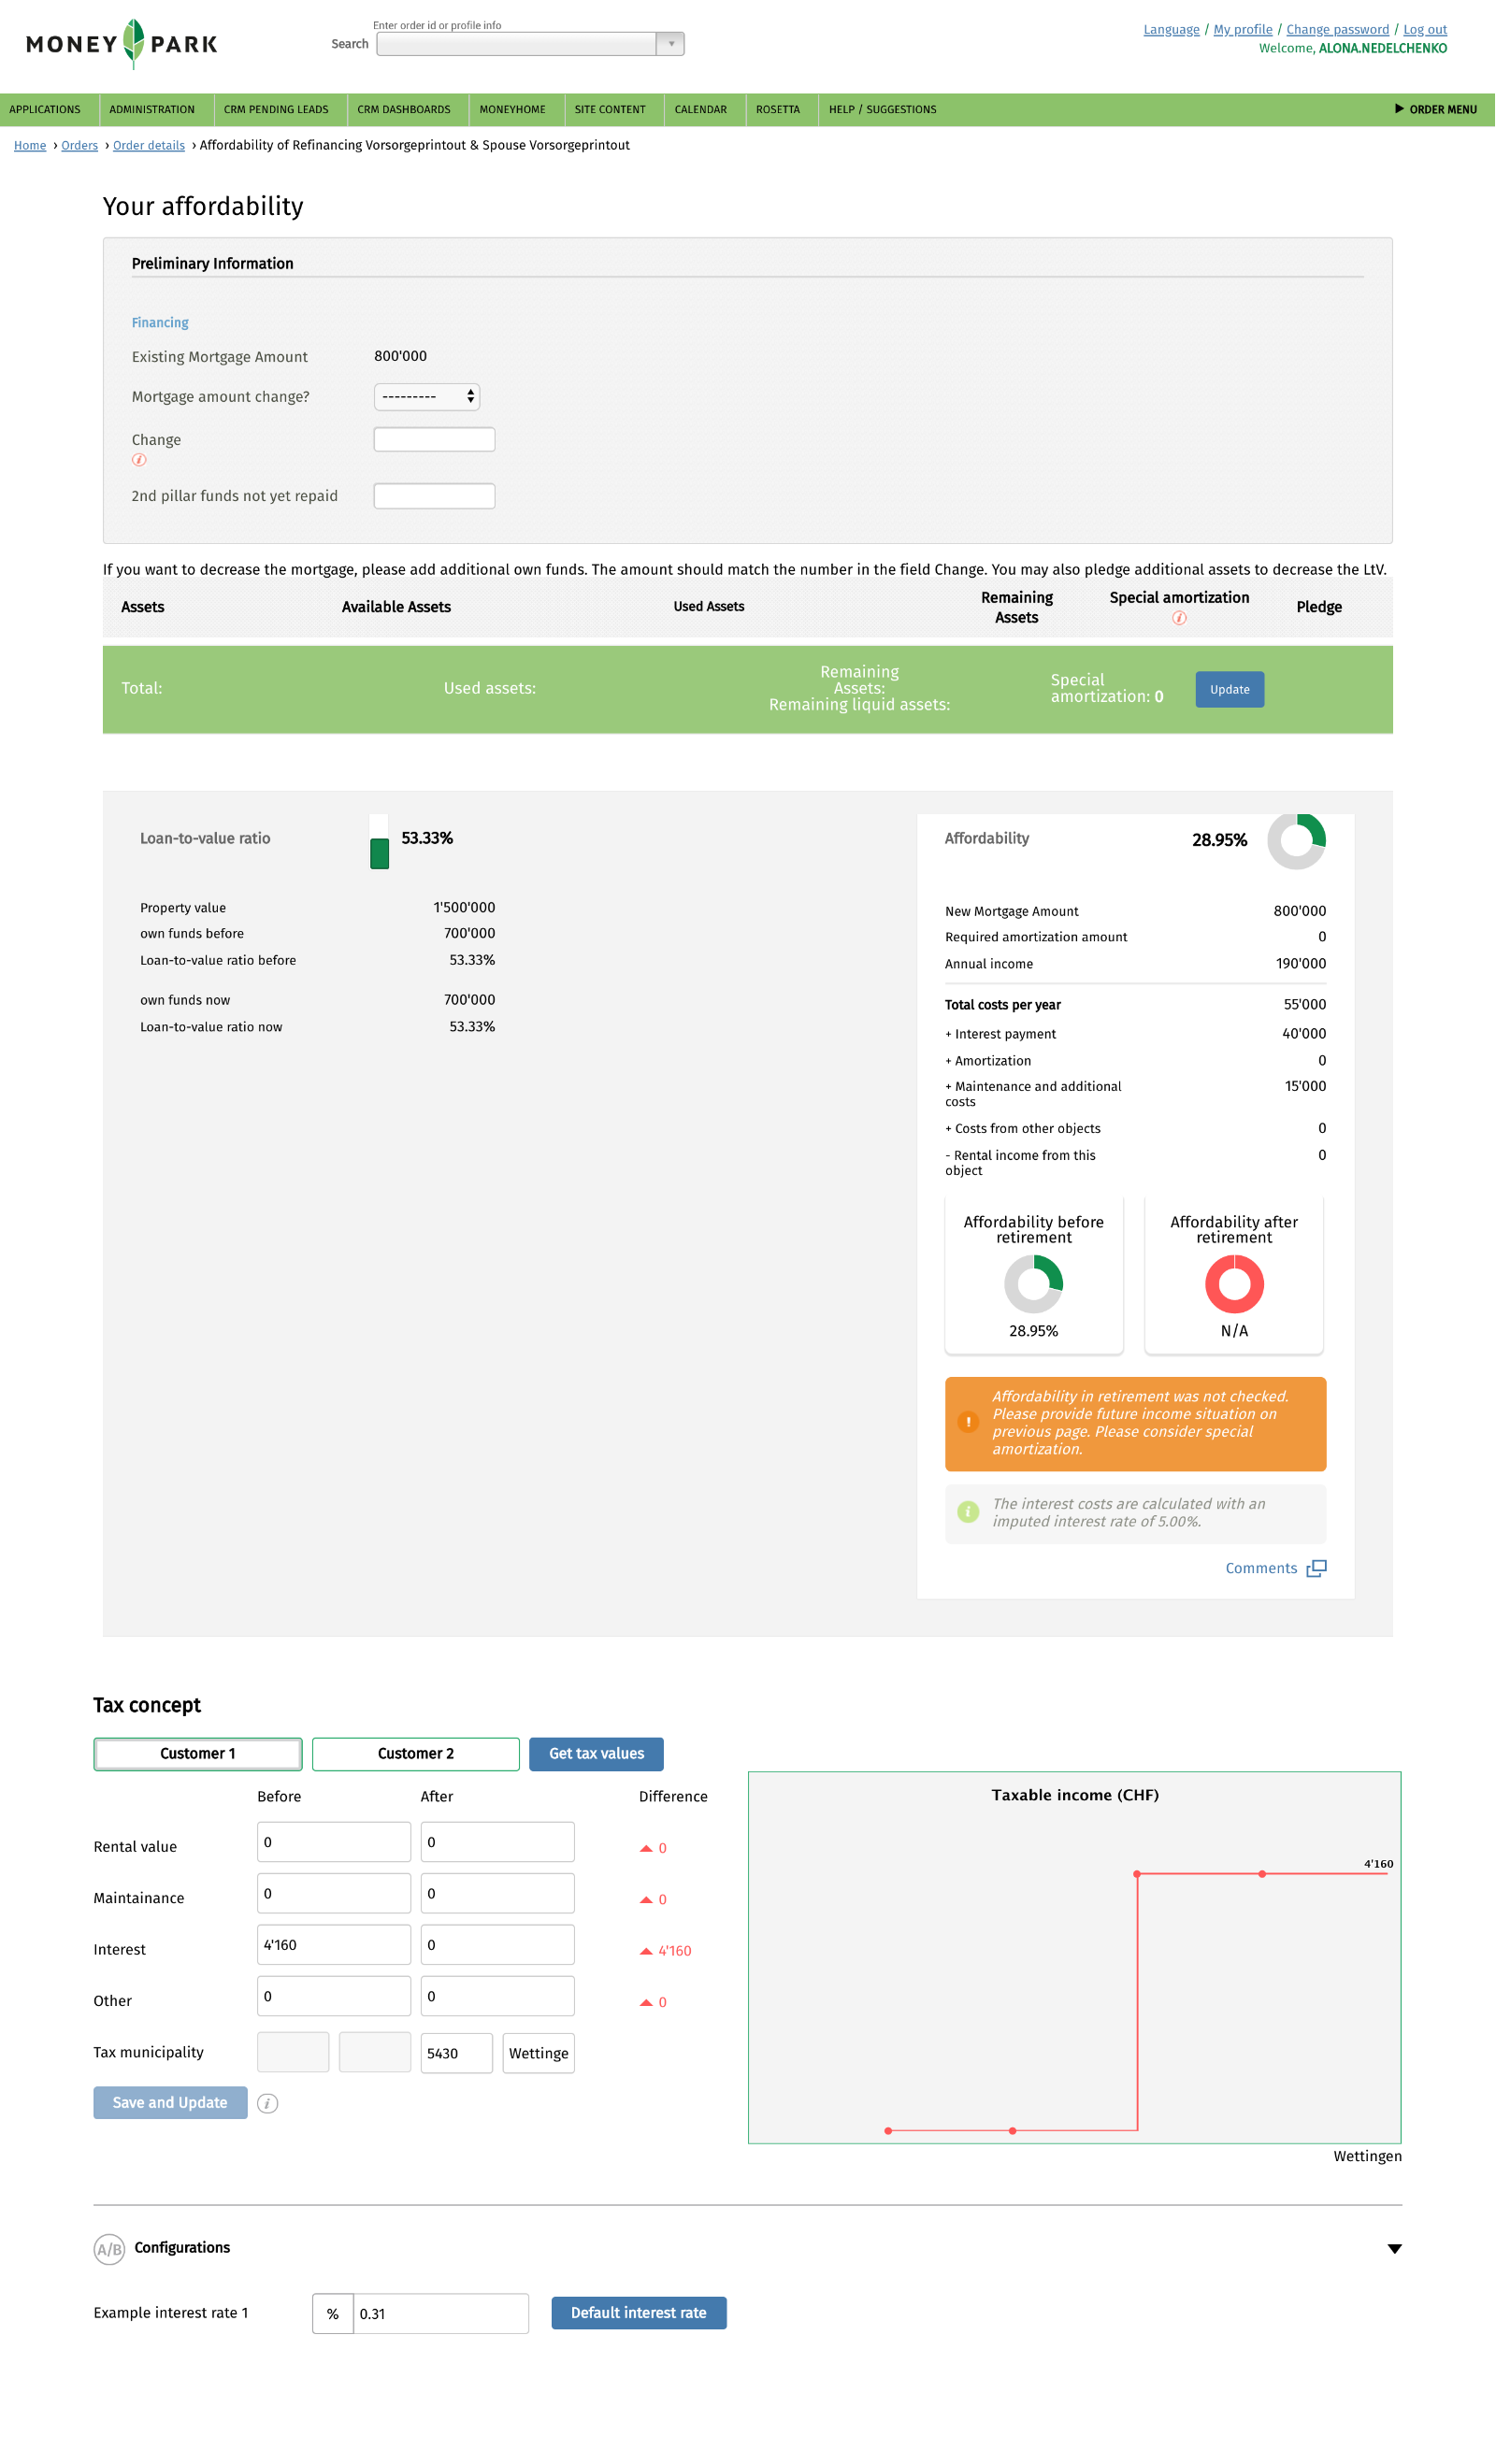 MONEY PARK
Enter order id or profile info
Search
Language / My profile / Change password / Log out
Welcome, ALONA.NEDELCHENKO
APPLICATIONS ADMINISTRATION CRM PENDING LEADS CRM DASHBOARDS MONEYHOME SITE CONTENT CALENDAR ROSETTA HELP / SUGGESTIONS ORDER MENU
Home › Orders › Order details › Affordability of Refinancing Vorsorgeprintout & Spouse Vorsorgeprintout
Your affordability
Preliminary Information
Financing
Existing Mortgage Amount 800'000
Mortgage amount change? ---------
Change
i
2nd pillar funds not yet repaid
If you want to decrease the mortgage, please add additional own funds. The amount should match the number in the field Change. You may also pledge additional assets to decrease the LtV.
Assets Available Assets Used Assets Remaining Assets Special amortization i Pledge
Total: Used assets: Remaining Assets:
Remaining liquid assets:
Special amortization: 0 Update
Loan-to-value ratio 53.33%
Property value 1'500'000
own funds before 700'000
Loan-to-value ratio before 53.33%
own funds now 700'000
Loan-to-value ratio now 53.33%
Affordability 28.95%
New Mortgage Amount 800'000
Required amortization amount 0
Annual income 190'000
Total costs per year 55'000
+ Interest payment 40'000
+ Amortization 0
+ Maintenance and additional 15'000
costs
+ Costs from other objects 0
- Rental income from this 0
object
Affordability before
retirement
28.95%
Affordability after
retirement
N/A
! Affordability in retirement was not checked.
Please provide future income situation on
previous page. Please consider special
amortization.
i The interest costs are calculated with an
imputed interest rate of 5.00%.
Comments
Tax concept
Customer 1 Customer 2 Get tax values
Before After Difference
Rental value 0 0 0
Maintainance 0 0 0
Interest 4'160 0 4'160
Other 0 0 0
Tax municipality 5430 Wettinge
Save and Update i
Taxable income (CHF)
4'160
Wettingen
A/B Configurations
Example interest rate 1 % 0.31 Default interest rate